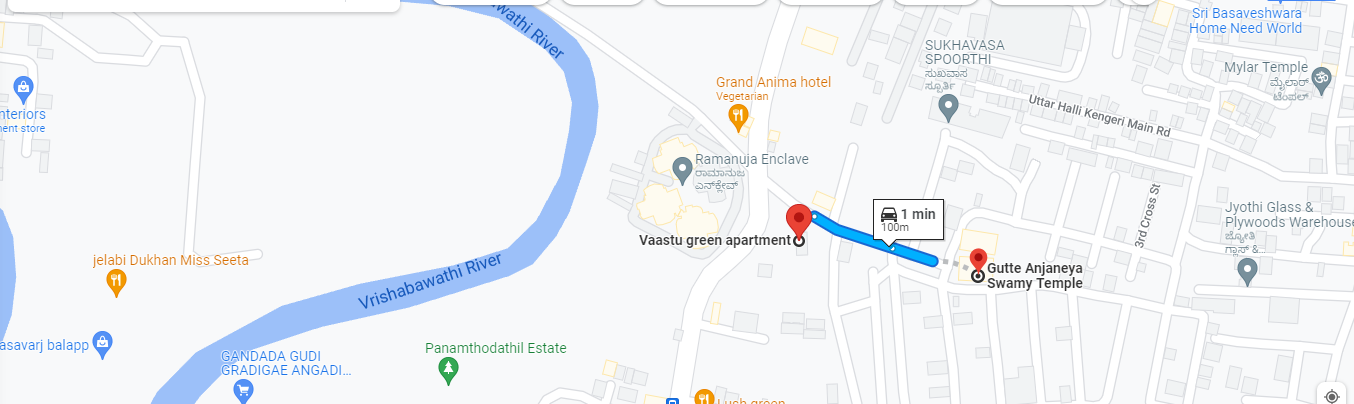 Vrishabawathi River
Sri Basaveshwara
Home Need World
SUKHAVASA
SPOORTHI
ಸುಖವಾಸ
ಸ್ಪೂರ್ತಿ
Mylar Temple
ಮೈಲಾರ್
ಟೆಂಪಲ್
Grand Anima hotel
Vegetarian
Uttar Halli Kengeri Main Rd
nteriors
ent store
Ramanuja Enclave
ರಾಮಾನುಜ
ಎನ್‌ಕ್ಲೇವ್
3rd Cross St
1 min
100m
Jyothi Glass &
Plywoods Warehouse
ಜ್ಯೋತಿ
ಗ್ಲಾಸ್ &...
Vaastu green apartment
Gutte Anjaneya
Swamy Temple
jelabi Dukhan Miss Seeta
Vrishabawathi River
asavarj balapp
GANDADA GUDI
GRADIGAE ANGADI...
Panamthodathil Estate
Lush green